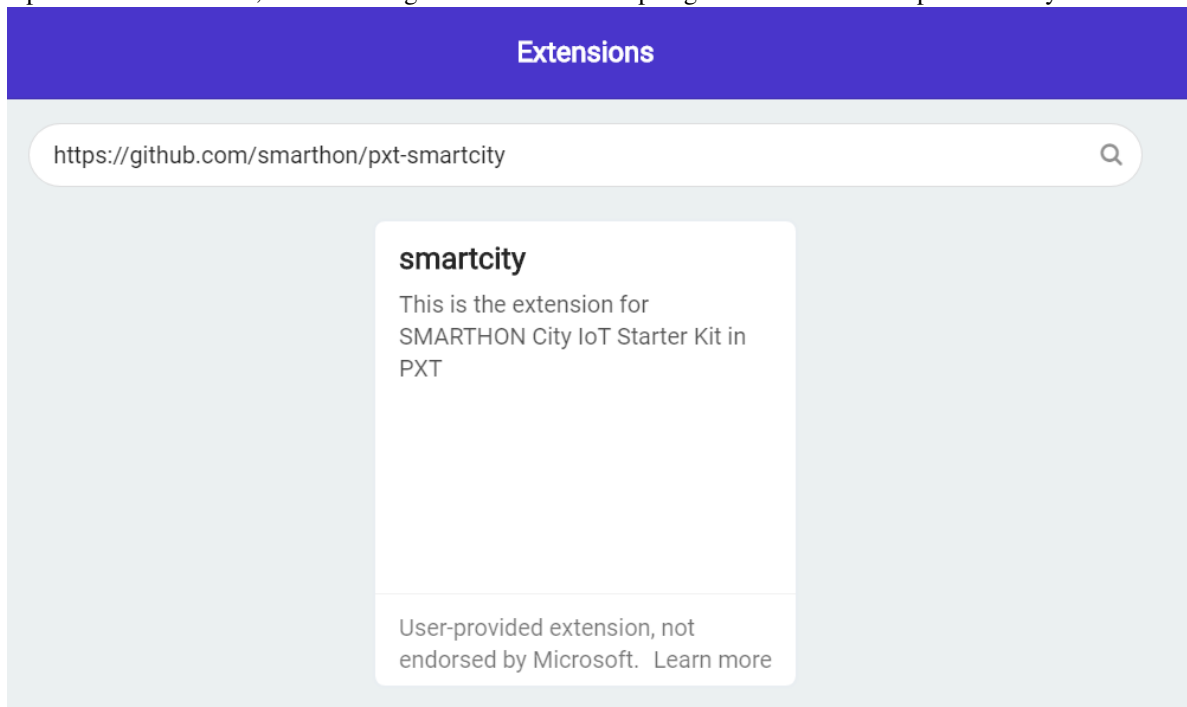 Extensions
https://github.com/smarthon/pxt-smartcity
smartcity
This is the extension for
SMARTHON City IoT Starter Kit in
PXT
User-provided extension, not
endorsed by Microsoft. Learn more